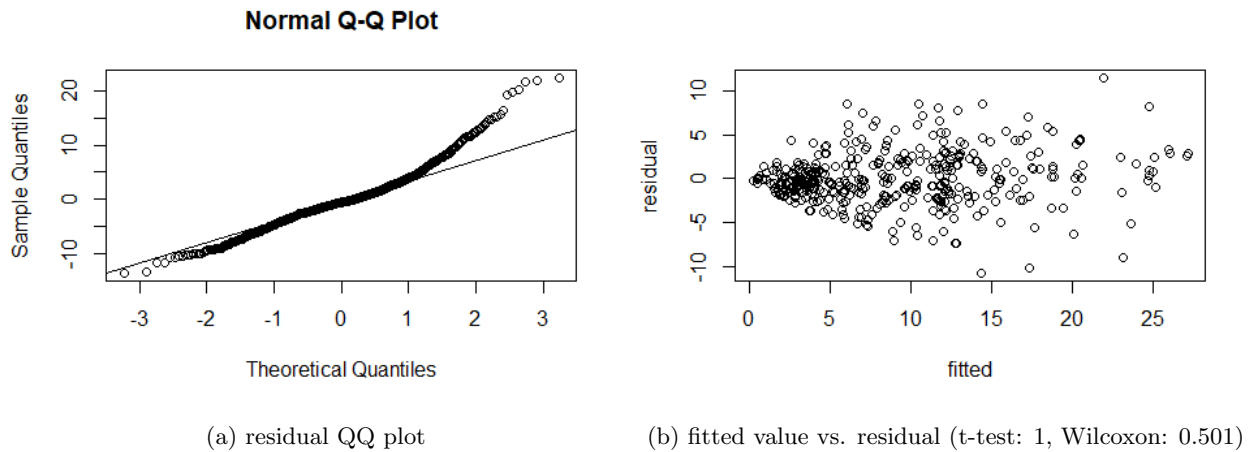 Normal Q-Q Plot
Sample Quantiles
20
10
0
-10
-3 -2 -1 0 1 2 3
Theoretical Quantiles
(a) residual QQ plot
residual
10
5
0
-5
-10
0 5 10 15 20 25
fitted
(b) fitted value vs. residual (t-test: 1, Wilcoxon: 0.501)